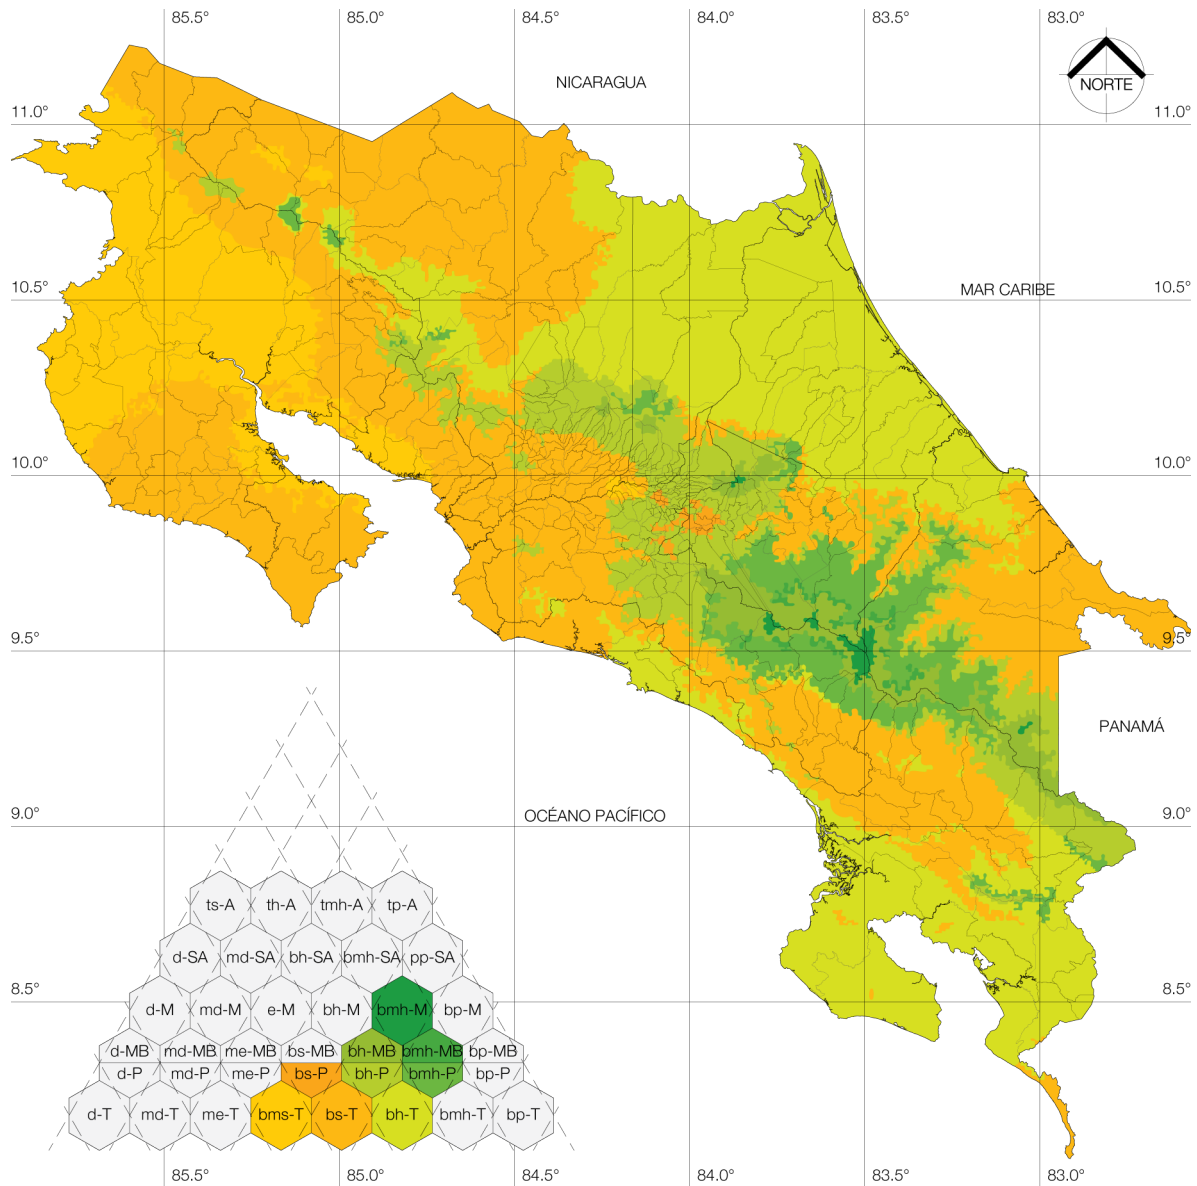 85.5° 85.0° 84.5° 84.0° 83.5° 83.0°
NICARAGUA
NORTE
11.0° 11.0°
MAR CARIBE
10.5° 10.5°
10.0° 10.0°
9.5° 9.5°
PANAMÁ
OCÉANO PACÍFICO
9.0° 9.0°
ts-A th-A tmh-A tp-A
d-SA md-SA bh-SA bmh-SA pp-SA
8.5° 8.5°
d-M md-M e-M bh-M bmh-M bp-M
d-MB md-MB me-MB bs-MB bh-MB bmh-MB bp-MB
d-P md-P me-P bs-P bh-P bmh-P bp-P
d-T md-T me-T bms-T bs-T bh-T bmh-T bp-T
85.5° 85.0° 84.5° 84.0° 83.5° 83.0°